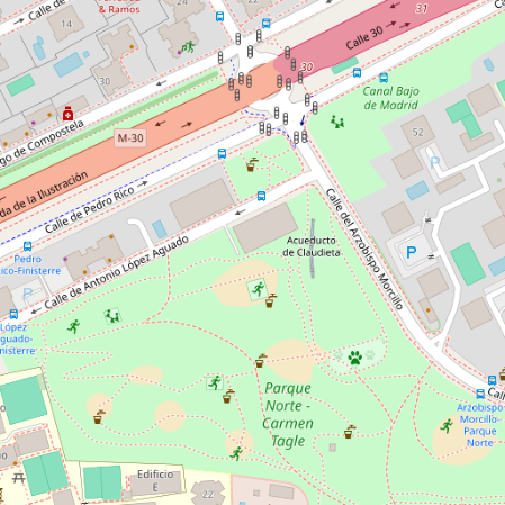 Calle de
& Ramos
24
14
31
Calle 30
30
Canal Bajo
de Madrid
30
52
M-30
go de Compostela
da de la Ilustración
Calle de Pedro Rico
Calle del Arzobispo Morcillo
Acueducto
de Claudieta
P
Pedro
Rico-Finisterre
Calle de Antonio López Aguado
López
guado-
nisterre
Parque
Norte -
Carmen
Tagle
Cal
Arzobispo
Morcillo-
Parque
Norte
Edificio
E
22